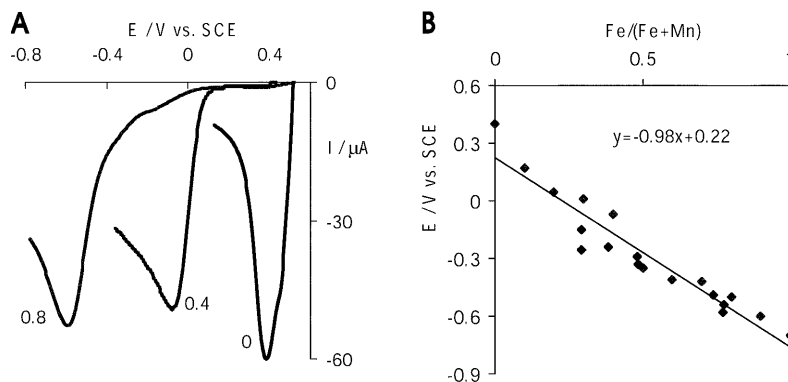 A
E /V vs. SCE
-0.8
-0.4
0
0.4
0
I /µA
-30
-60
0.8
0.4
0
B
Fe/(Fe+Mn)
0
0.5
1
E /V vs. SCE
0.6
0.3
0
-0.3
-0.6
-0.9
y=-0.98x+0.22